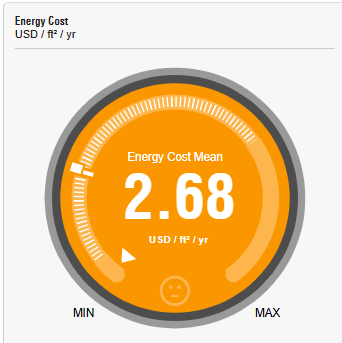 Energy Cost
USD / ft² / yr
Energy Cost Mean
2.68
USD / ft² / yr
MIN
MAX